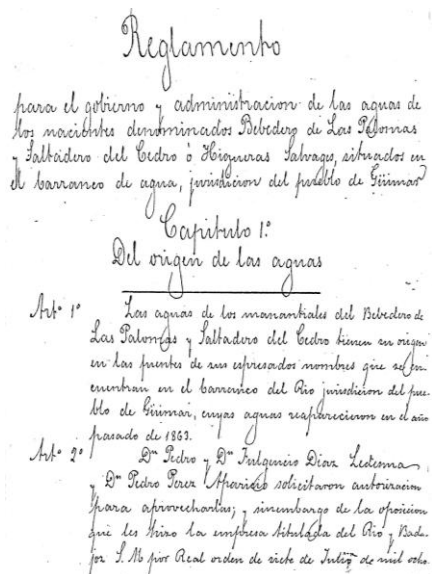 Reglamento
para el gobierno y administracion de las aguas de
los nacientes denominados Bebedero de Las Palomas
y Saltadero del Cedro ó Higueras Salvages, situados en
el barranco de agua, jurisdicion del pueblo de Güimar
Capitulo 1º
Del origen de las aguas
Artº 1º Las aguas de los manantiales del Bebedero de
Las Palomas y Saltadero del Cedro tienen su origen
en las fuentes de sus espresados nombres que se en
cuentran en el barranco del Rio jurisdicion del pue-
blo de Güimar, cuyas aguas reaparecieron en el año
pasado de 1863.
Artº 2º Dn Pedro y Dn Fulgencio Diaz Ledesma
y Dn Pedro Perez Aparicio solicitaron autorizacion
para aprovecharlas; y sinembargo de la oposicion
que les hizo la empresa titulada del Rio y Bada-
joz S. M. por Real orden de siete de de mil ocho